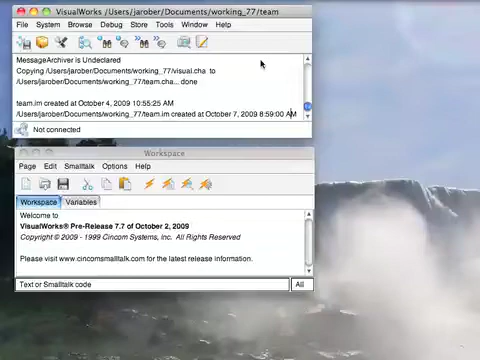 VisualWorks /Users/jarober/Documents/working_77/team
File System Browse Debug Store Tools Window Help
MessageArchiver is Undeclared
Copying /Users/jarober/Documents/working_77/visual.cha to
/Users/jarober/Documents/working_77/team.cha... done
team.im created at October 4, 2009 10:55:25 AM
/Users/jarober/Documents/working_77/team.im created at October 7, 2009 8:59:00 AM
Not connected
Workspace
Page Edit Smalltalk Options Help
Workspace Variables
Welcome to
VisualWorks® Pre-Release 7.7 of October 2, 2009
Copyright © 2009 - 1999 Cincom Systems, Inc. All Rights Reserved
Please visit www.cincomsmalltalk.com for the latest release information.
Text or Smalltalk code All